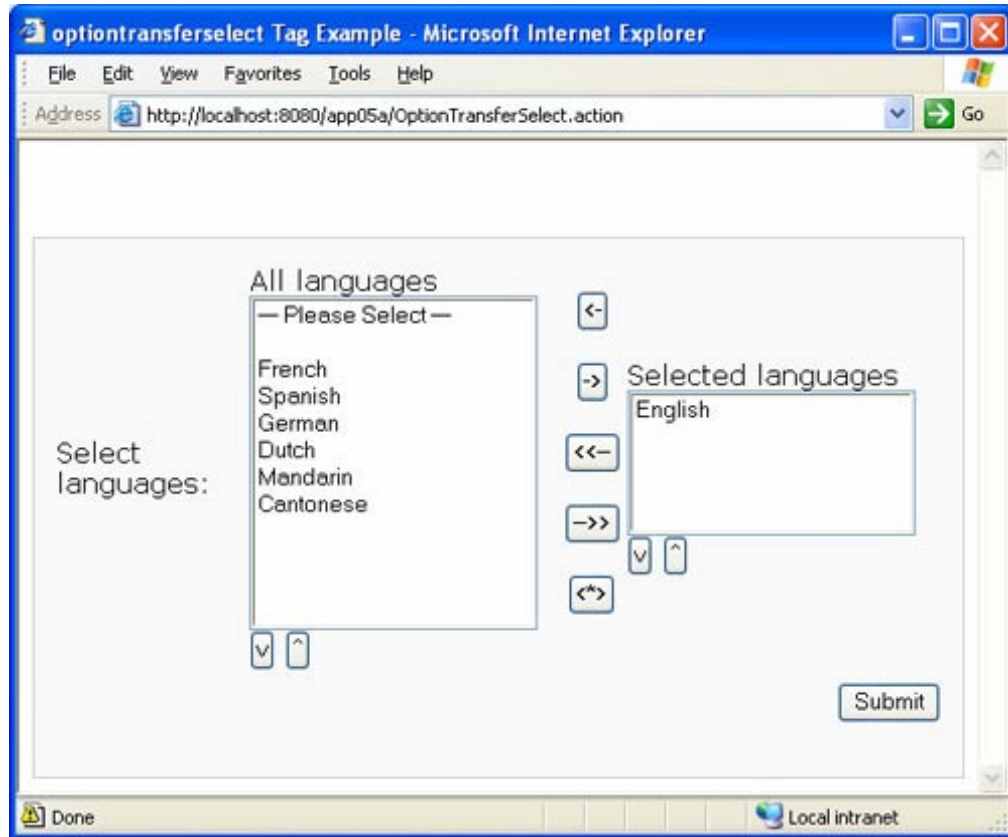 optiontransferselect Tag Example - Microsoft Internet Explorer
File Edit View Favorites Tools Help
Address http://localhost:8080/app05a/OptionTransferSelect.action Go
All languages
— Please Select —
French
Spanish
German
Dutch
Mandarin
Cantonese
v ^
Select
languages:
<-
->
<<—
—>>
<*>
Selected languages
English
v ^
Submit
Done Local intranet